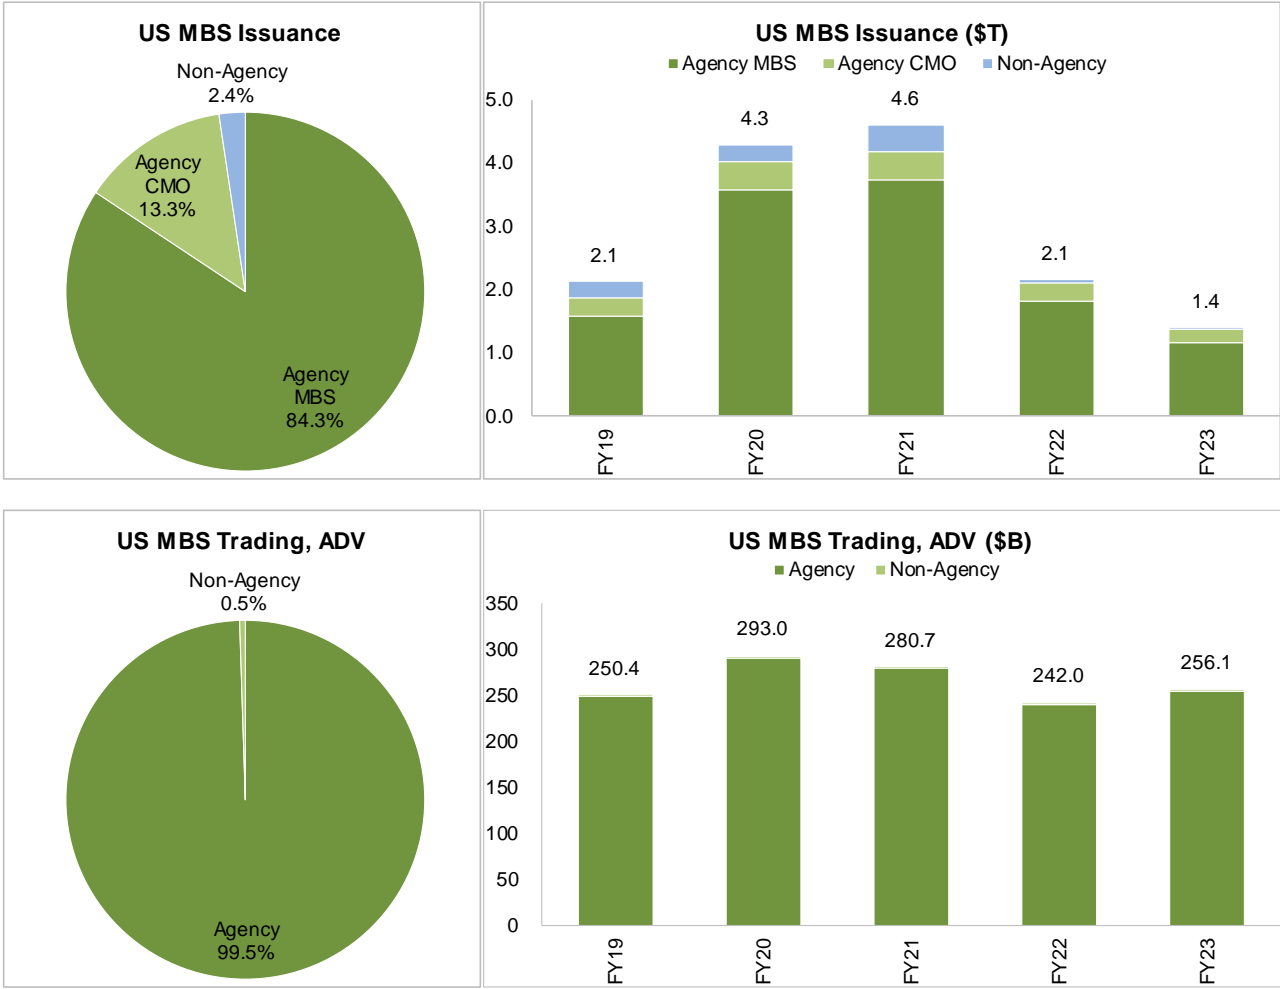 US MBS Issuance
Non-Agency
2.4%
Agency
CMO
13.3%
Agency
MBS
84.3%
US MBS Issuance ($T)
Agency MBS Agency CMO Non-Agency
5.0
4.0
3.0
2.0
1.0
0.0
2.1
4.3
4.6
2.1
1.4
FY19
FY20
FY21
FY22
FY23
US MBS Trading, ADV
Non-Agency
0.5%
Agency
99.5%
US MBS Trading, ADV ($B)
Agency Non-Agency
350
300
250
200
150
100
50
0
250.4
293.0
280.7
242.0
256.1
FY19
FY20
FY21
FY22
FY23